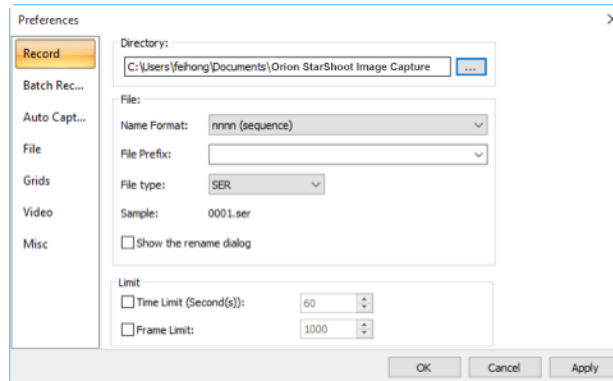 Preferences
Record
Batch Rec...
Auto Capt...
File
Grids
Video
Misc
Directory:
C:\Users\feihong\Documents\Orion StarShoot Image Capture ...
File:
Name Format: nnnn (sequence)
File Prefix:
File type: SER
Sample: 0001.ser
Show the rename dialog
Limit
Time Limit (Second(s)): 60
Frame Limit: 1000
OK Cancel Apply